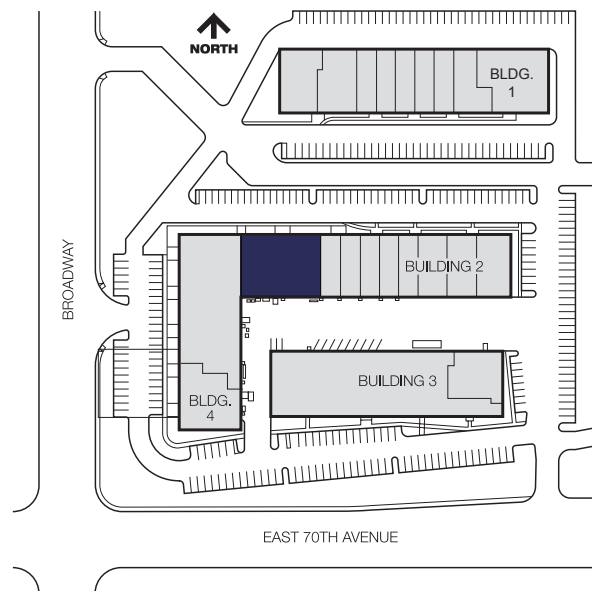 NORTH
BLDG.
1
BROADWAY
BUILDING 2
BUILDING 3
BLDG.
4
EAST 70TH AVENUE